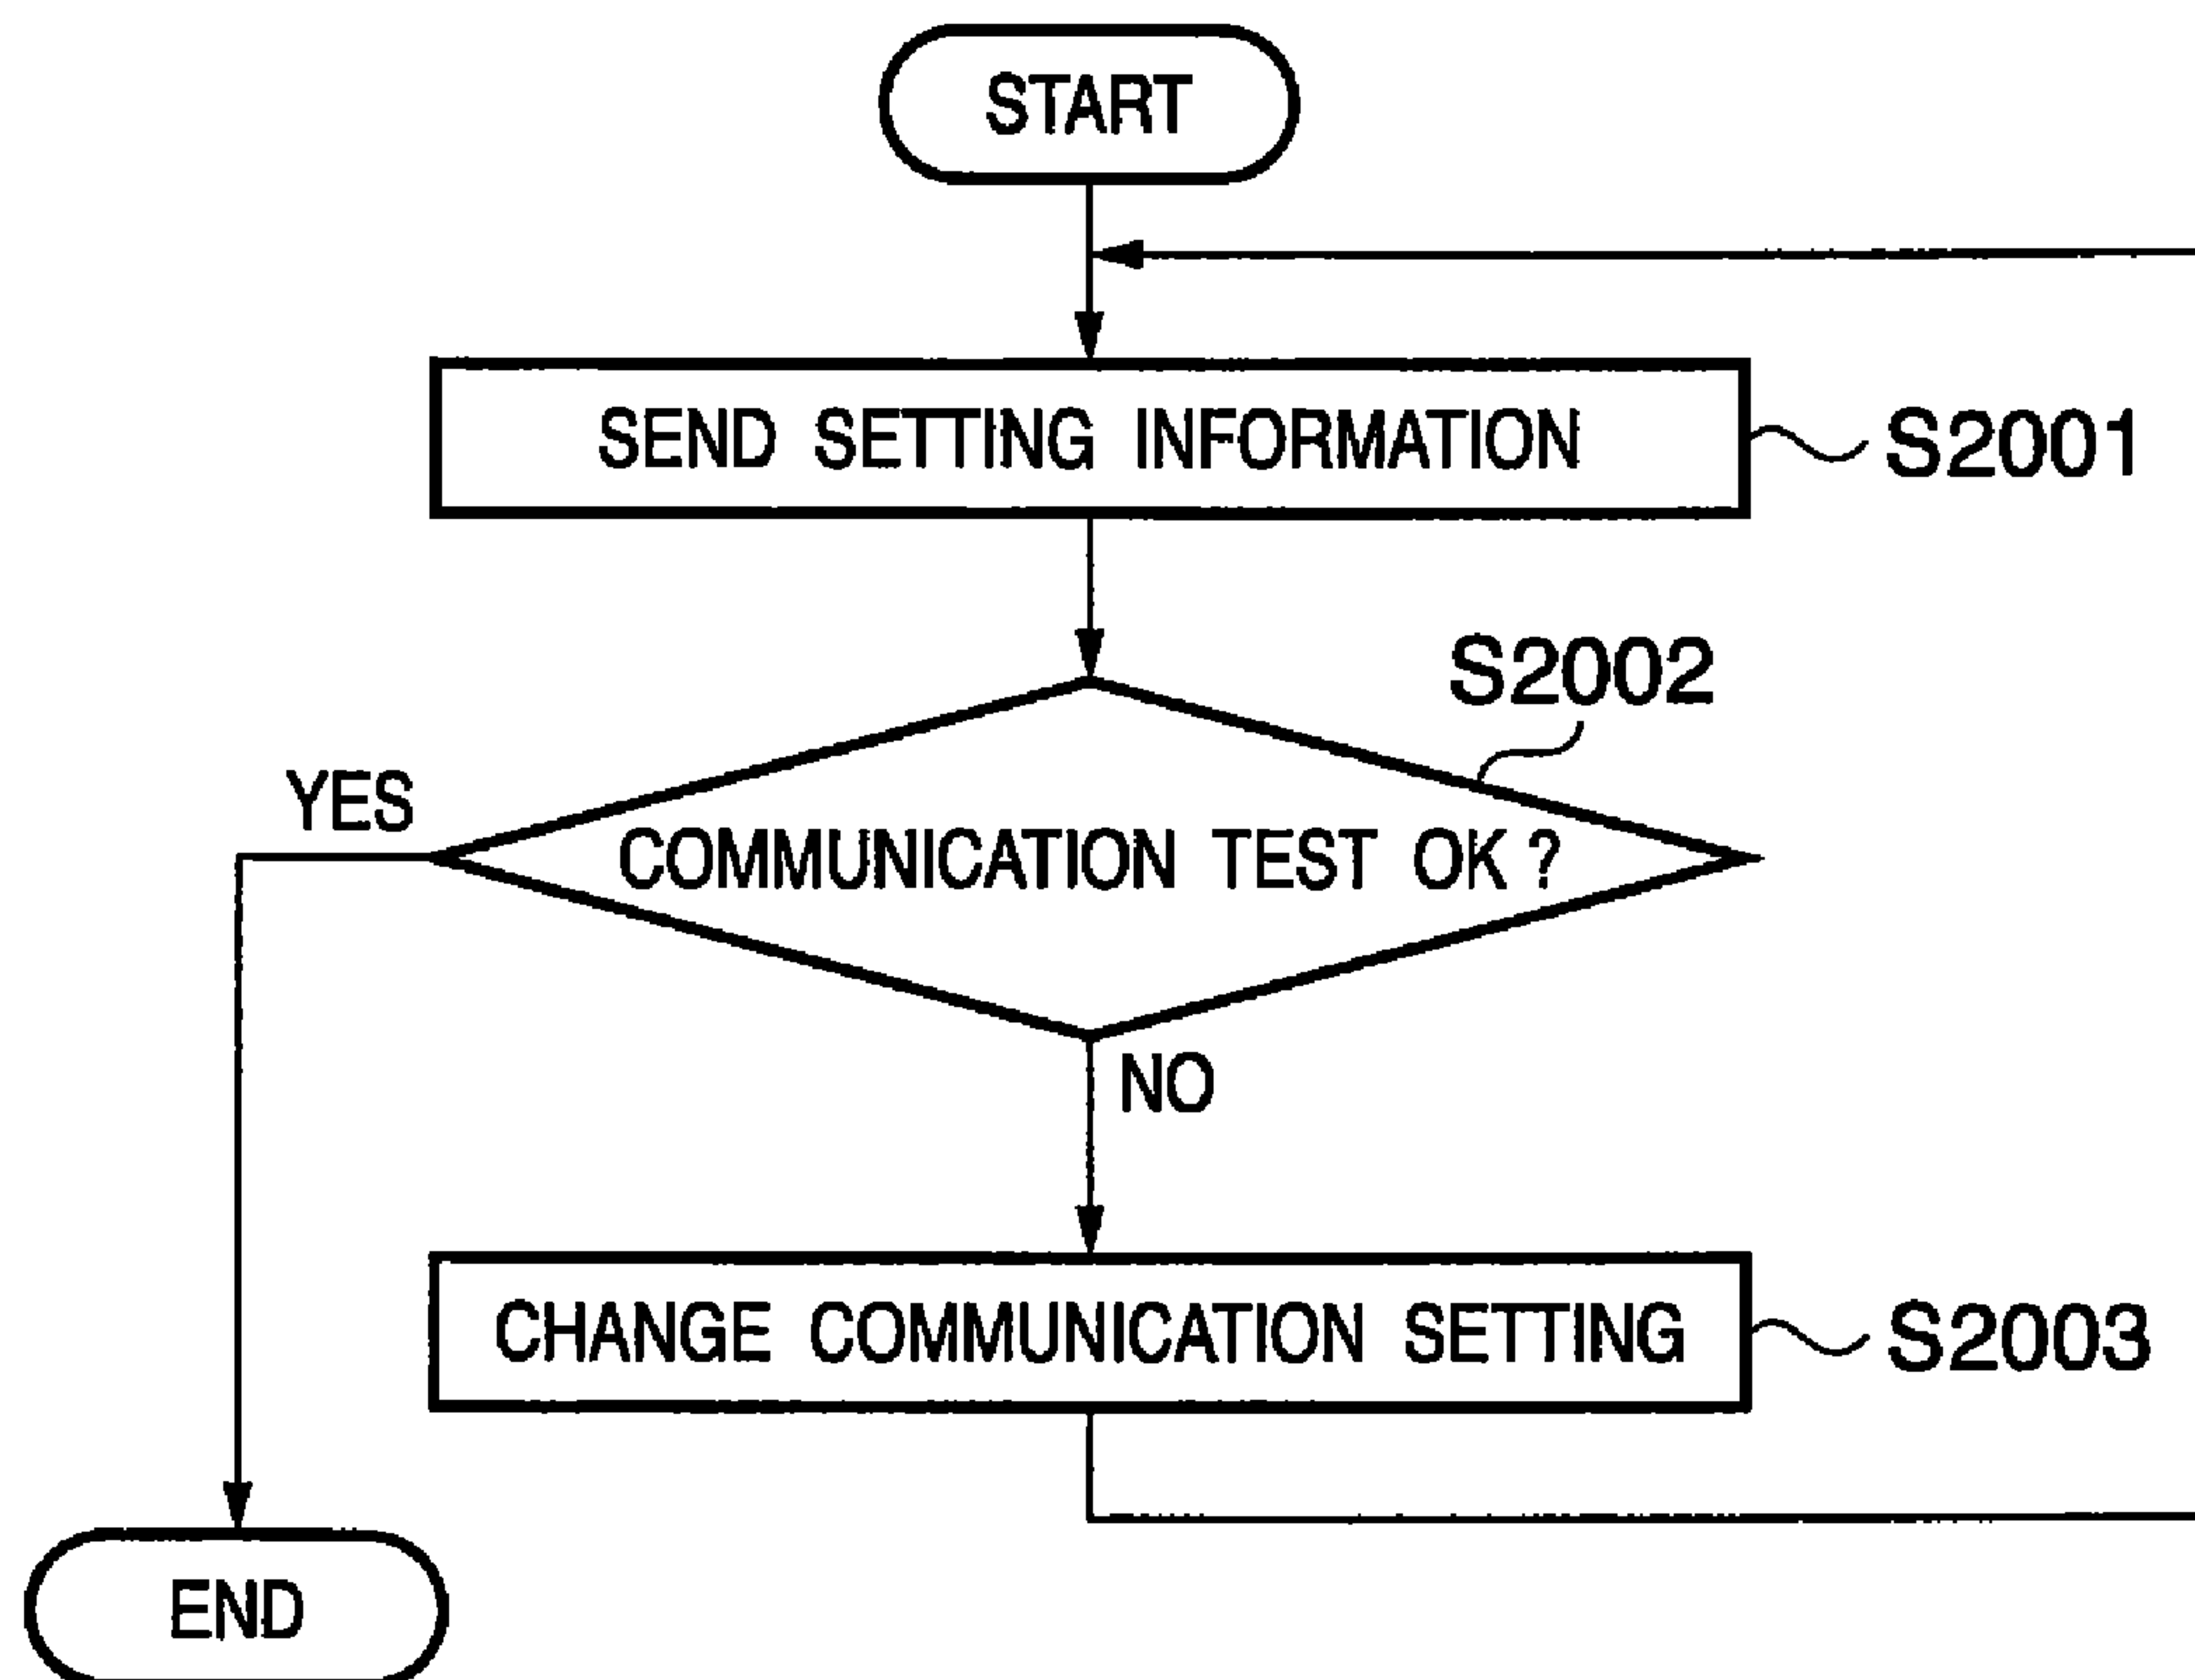 START
SEND SETTING INFORMATION
S2001
S2002
YES
COMMUNICATION TEST OK ?
NO
CHANGE COMMUNICATION SETTING
S2003
END